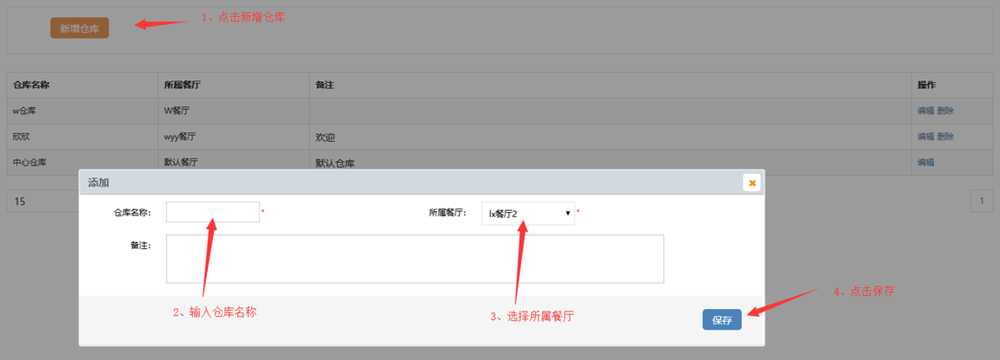 1、点击新增仓库
新增仓库
仓库名称 所属餐厅 备注 操作
w仓库 W餐厅 编辑 删除
欣欣 wyy餐厅 欢迎 编辑 删除
中心仓库 默认餐厅 默认仓库 编辑
添加
15 1
仓库名称： * 所属餐厅： lx餐厅2 *
备注：
2、输入仓库名称
3、选择所属餐厅
4、点击保存
保存